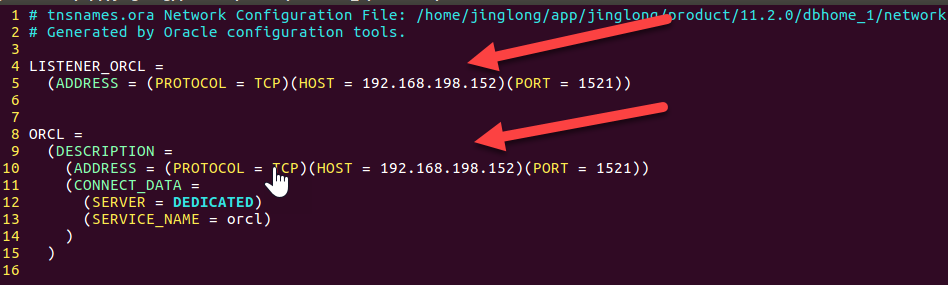 1 # tnsnames.ora Network Configuration File: /home/jinglong/app/jinglong/product/11.2.0/dbhome_1/network
2 # Generated by Oracle configuration tools.
3
4 LISTENER_ORCL =
5   (ADDRESS = (PROTOCOL = TCP)(HOST = 192.168.198.152)(PORT = 1521))
6
7
8 ORCL =
9   (DESCRIPTION =
10     (ADDRESS = (PROTOCOL = TCP)(HOST = 192.168.198.152)(PORT = 1521))
11     (CONNECT_DATA =
12       (SERVER = DEDICATED)
13       (SERVICE_NAME = orcl)
14     )
15   )
16